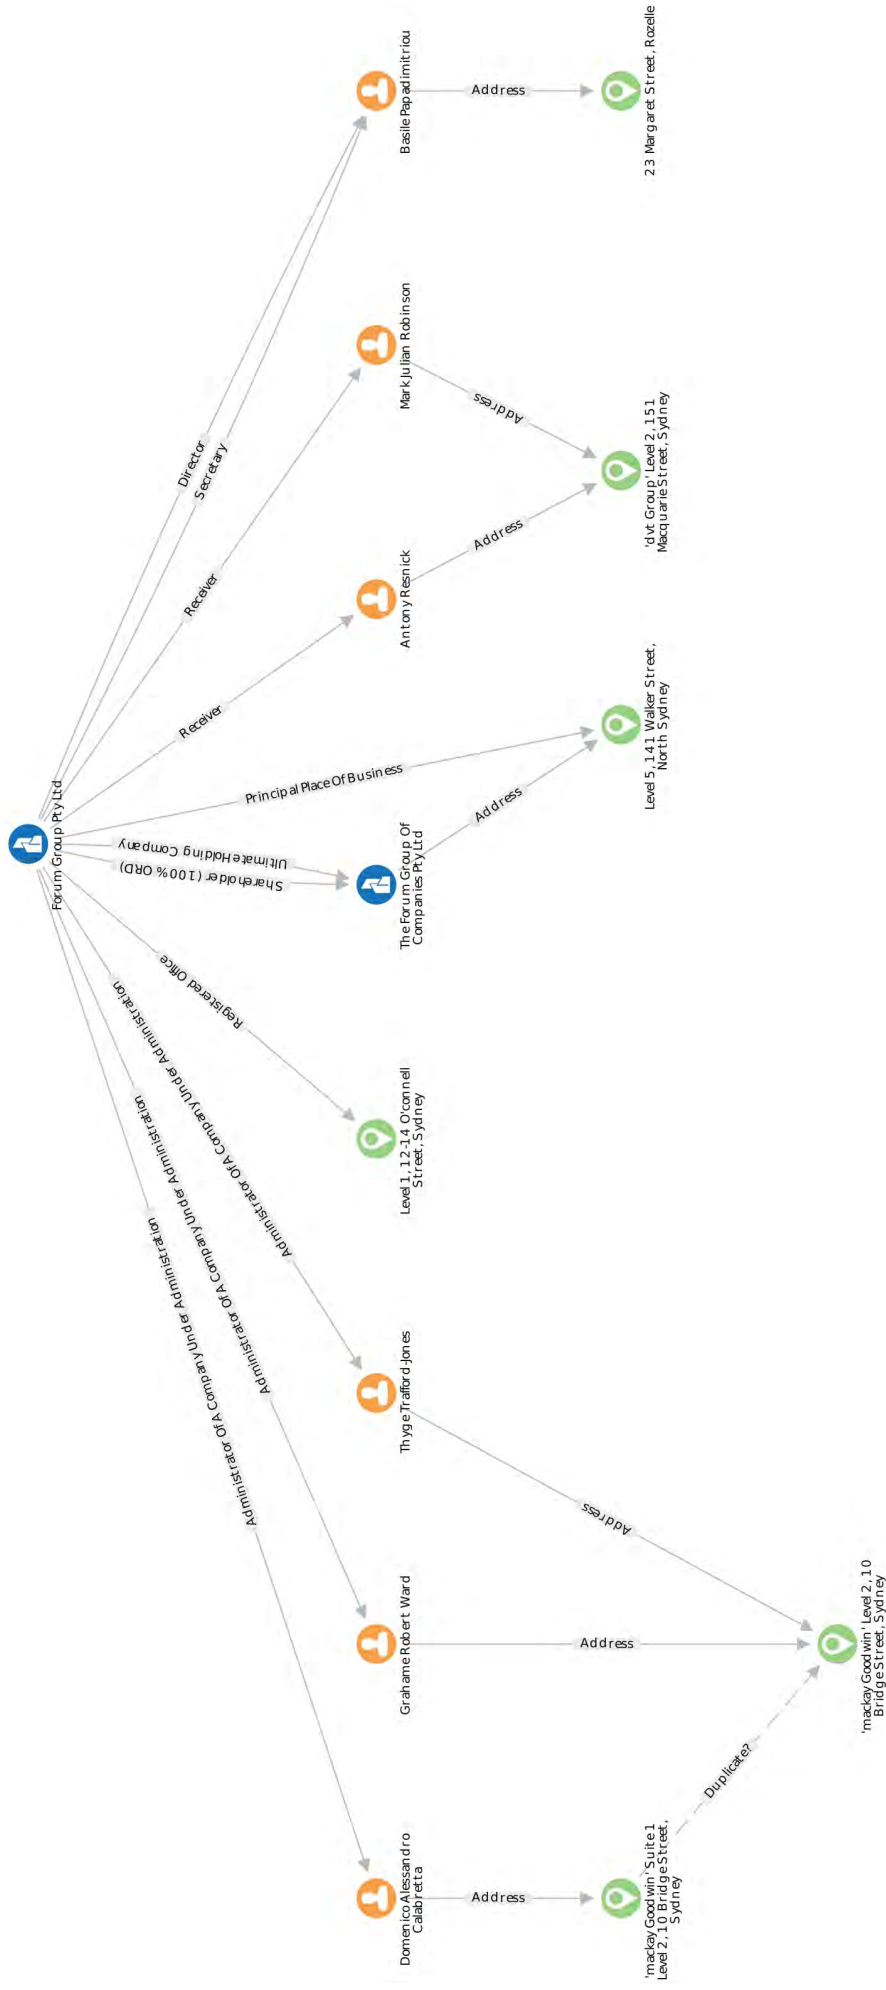 Forum Group Pty Ltd
Director
Secretary
Receiver
Receiver
Principal Place Of Business
Ultimate Holding Company
Shareholder (100% ORD)
Registered Office
Administrator Of A Company Under Administration
Administrator Of A Company Under Administration
Administrator Of A Company Under Administration
Basile Papadimitriou
Mark Julian Robinson
Antony Resnick
The Forum Group Of
Companies Pty Ltd
Level 1, 12-14 O'connell
Street, Sydney
Thyge Trafford-Jones
Grahame Robert Ward
Domenico Alessandro
Calabretta
Address
Address
Address
Address
Address
Address
Address
23 Margaret Street, Rozelle
'dvt Group' Level 2, 151
Macquarie Street, Sydney
Level 5, 141 Walker Street,
North Sydney
'mackay Goodwin' Suite 1
Level 2, 10 Bridge Street,
Sydney
Duplicate?
'mackay Goodwin' Level 2, 10
Bridge Street, Sydney